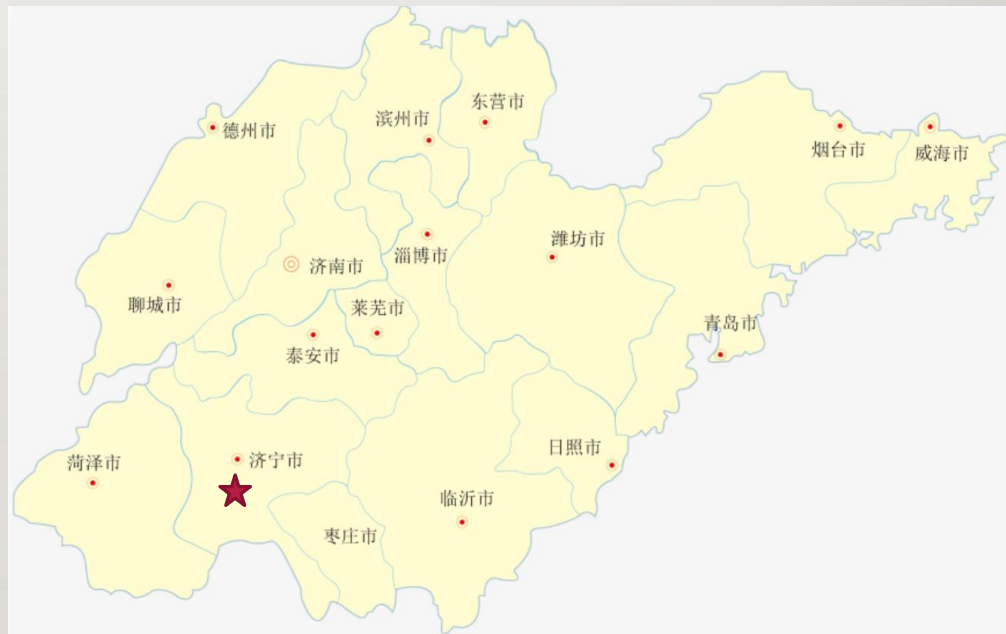 东营市
滨州市
德州市
烟台市
威海市
潍坊市
淄博市
济南市
聊城市
莱芜市
青岛市
泰安市
日照市
济宁市
菏泽市
临沂市
枣庄市